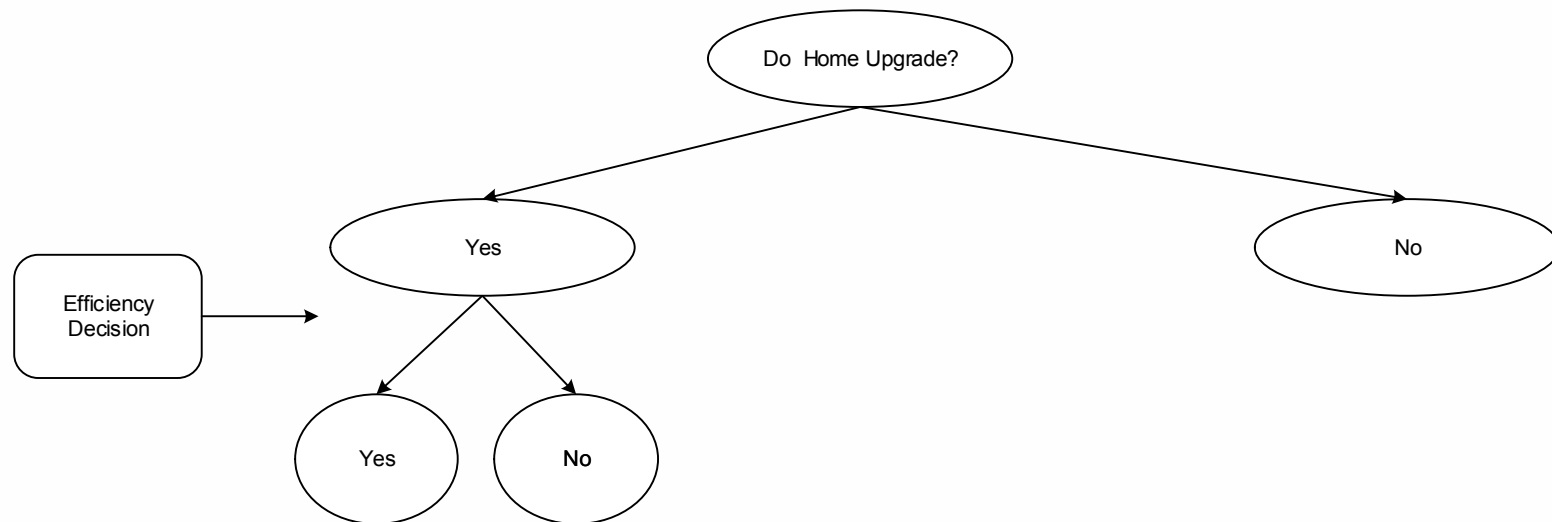 Do  Home Upgrade?
Yes
No
Efficiency
Decision
Yes
No